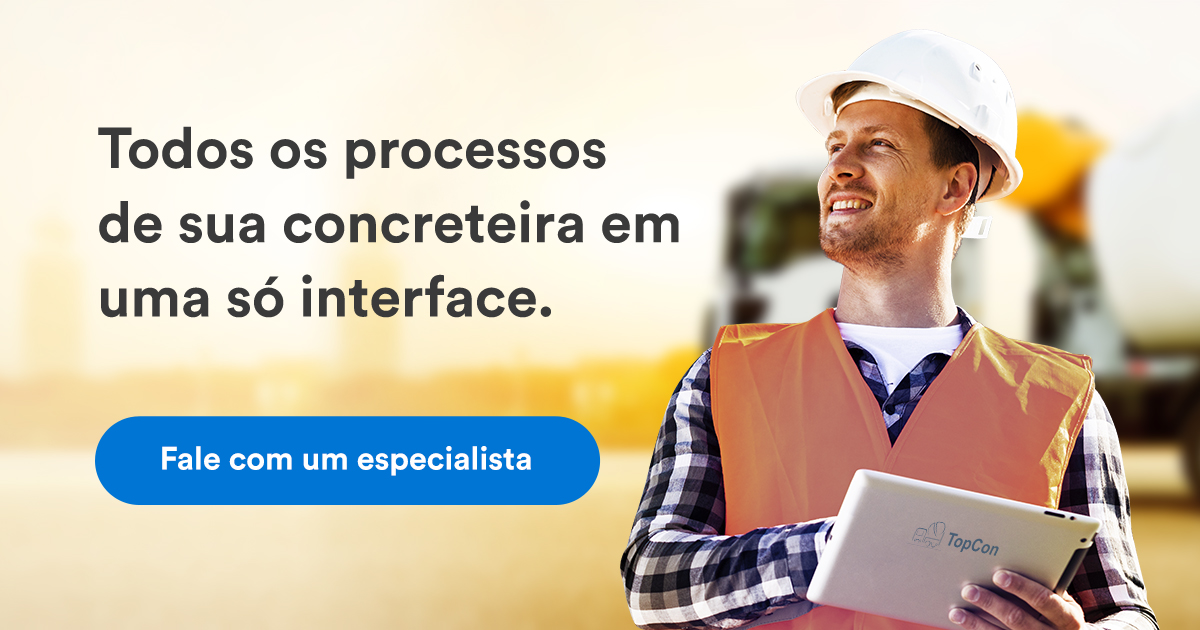 Todos os processos
de sua concreteira em
uma só interface.
Fale com um especialista
TopCon